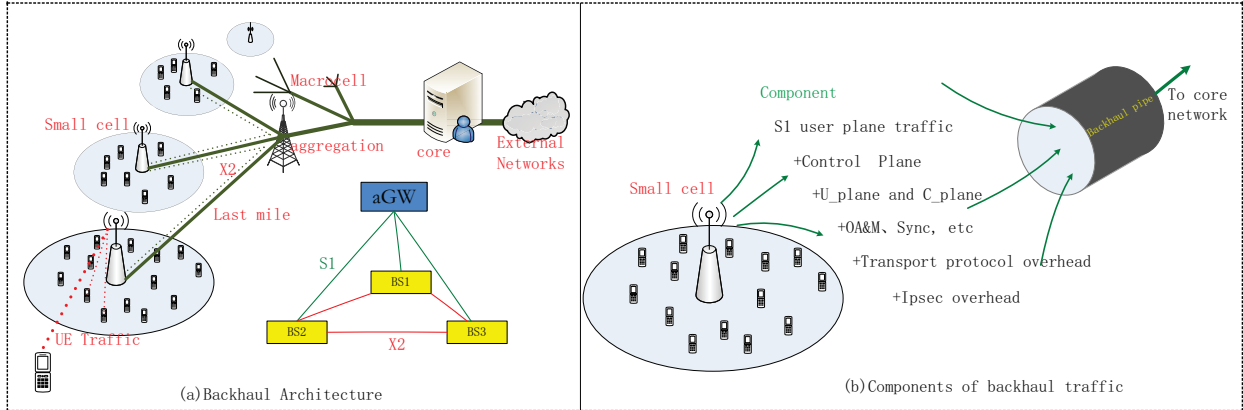 Macrocell
Small cell
aggregation
X2
core
External
Networks
Last mile
aGW
S1
BS1
BS2
BS3
X2
UE Traffic
(a)Backhaul Architecture
Component
S1 user plane traffic
+Control Plane
+U_plane and C_plane
+OA&M、Sync, etc
+Transport protocol overhead
+Ipsec overhead
Small cell
Backhaul pipe
To core
network
(b)Components of backhaul traffic